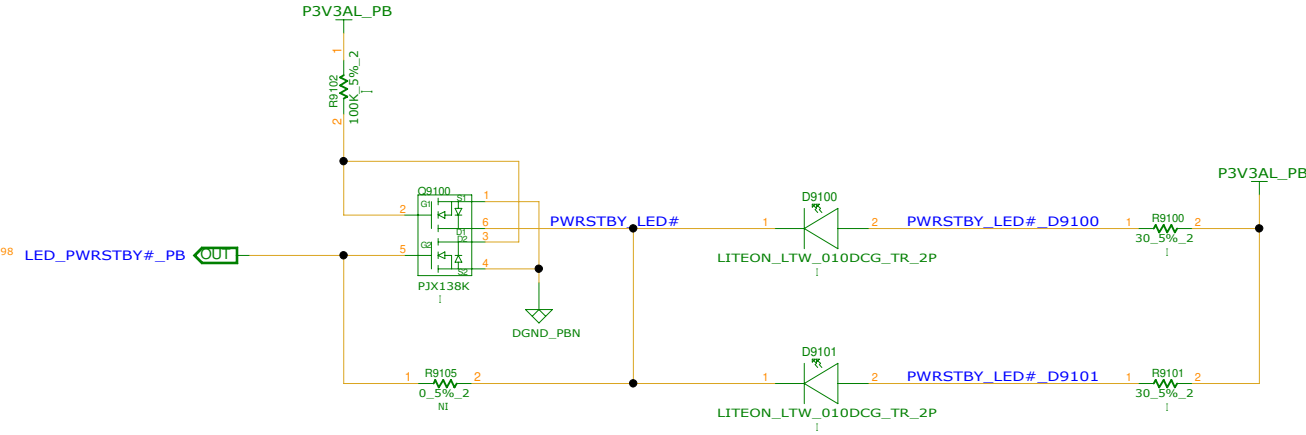 P3V3AL_PB
1
R9102
100K_5%_2
I
2
P3V3AL_PB
Q9100
G1
S1
1
2
D1
6
PWRSTBY_LED#
D2
3
G2
5
S2
4
PJX138K
I
98
LED_PWRSTBY#_PB
OUT
DGND_PBN
D9100
1
2
PWRSTBY_LED#_D9100
1
R9100
2
30_5%_2
I
LITEON_LTW_010DCG_TR_2P
I
1
R9105
2
0_5%_2
NI
D9101
1
2
PWRSTBY_LED#_D9101
1
R9101
2
30_5%_2
I
LITEON_LTW_010DCG_TR_2P
I